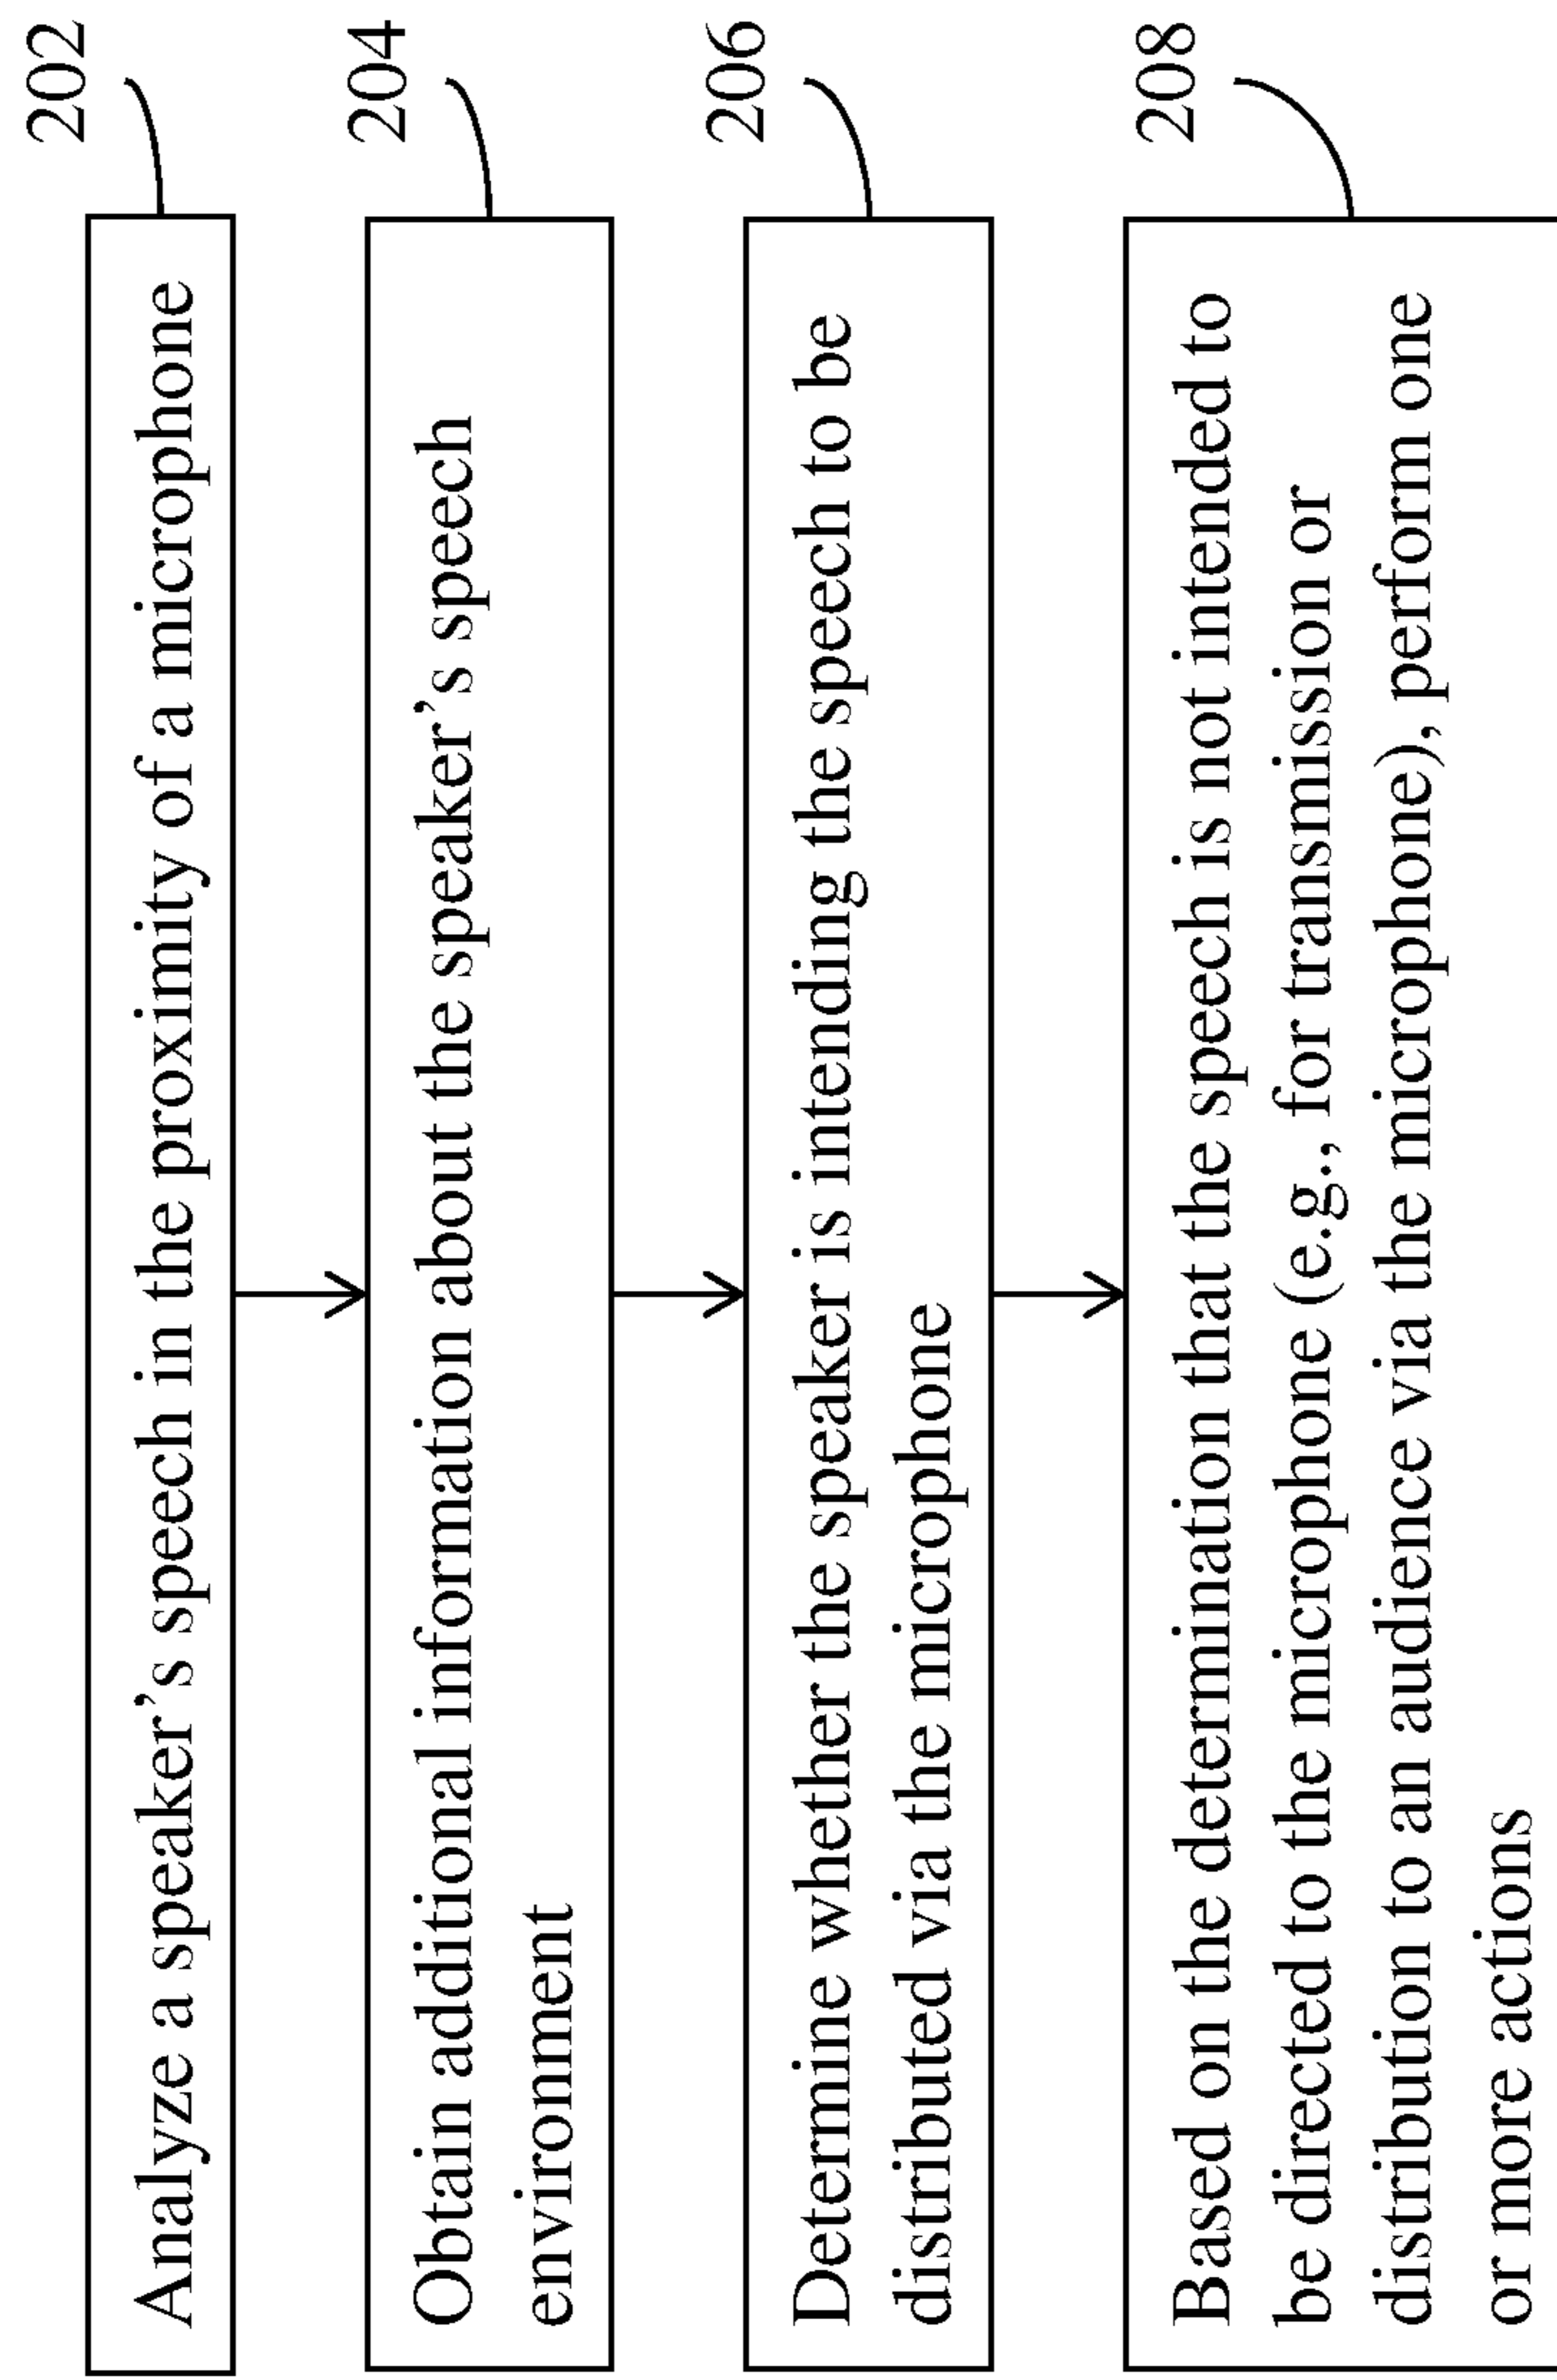 202
Analyze a speaker's speech in the proximity of a microphone
204
Obtain additional information about the speaker's speech
environment
206
Determine whether the speaker is intending the speech to be
distributed via the microphone
208
Based on the determination that the speech is not intended to
be directed to the microphone (e.g., for transmission or
distribution to an audience via the microphone), perform one
or more actions